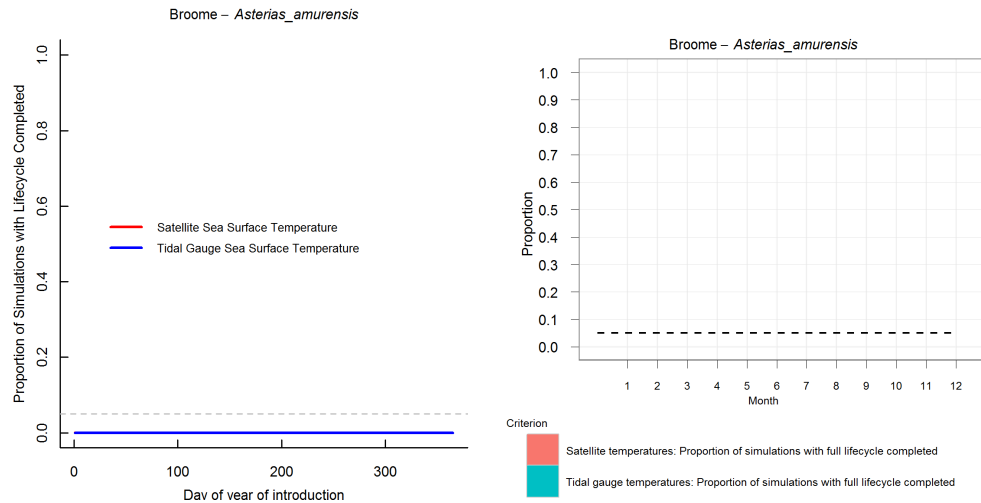 Broome – Asterias_amurensis
Proportion of Simulations with Lifecycle Completed
1.0
0.8
0.6
0.4
0.2
0.0
Satellite Sea Surface Temperature
Tidal Gauge Sea Surface Temperature
0 100 200 300
Day of year of introduction
Broome – Asterias_amurensis
Proportion
1.0
0.9
0.8
0.7
0.6
0.5
0.4
0.3
0.2
0.1
0.0
1 2 3 4 5 6 7 8 9 10 11 12
Month
Criterion
Satellite temperatures: Proportion of simulations with full lifecycle completed
Tidal gauge temperatures: Proportion of simulations with full lifecycle completed